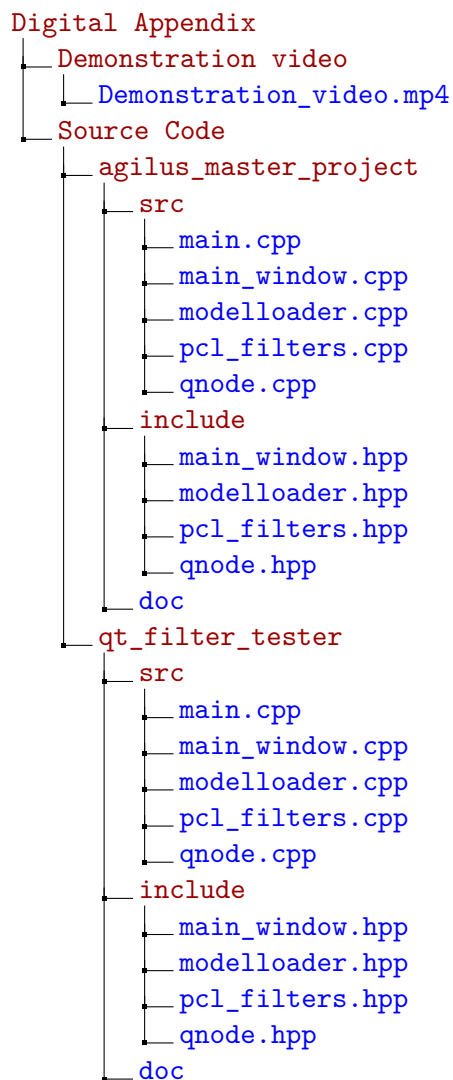 Digital Appendix
Demonstration video
Demonstration_video.mp4
Source Code
agilus_master_project
src
main.cpp
main_window.cpp
modelloader.cpp
pcl_filters.cpp
qnode.cpp
include
main_window.hpp
modelloader.hpp
pcl_filters.hpp
qnode.hpp
doc
qt_filter_tester
src
main.cpp
main_window.cpp
modelloader.cpp
pcl_filters.cpp
qnode.cpp
include
main_window.hpp
modelloader.hpp
pcl_filters.hpp
qnode.hpp
doc